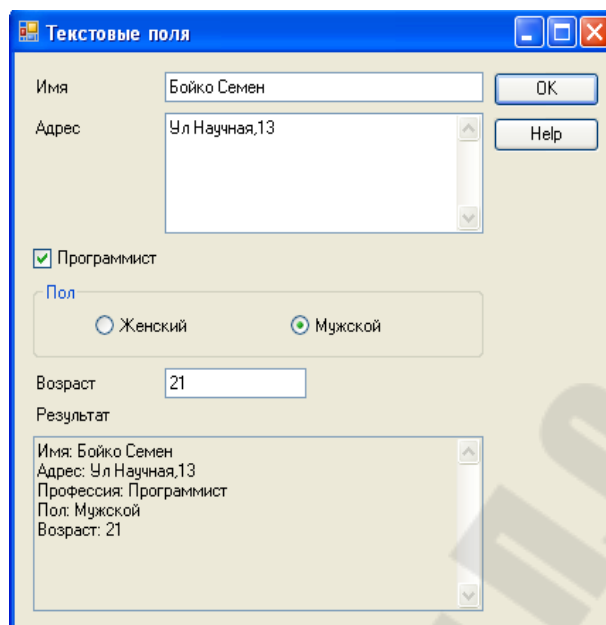 Текстовые поля
Имя
Бойко Семен
OK
Адрес
Ул Научная,13
Help
Программист
Пол
Женский
Мужской
Возраст
21
Результат
Имя: Бойко Семен
Адрес: Ул Научная,13
Профессия: Программист
Пол: Мужской
Возраст: 21